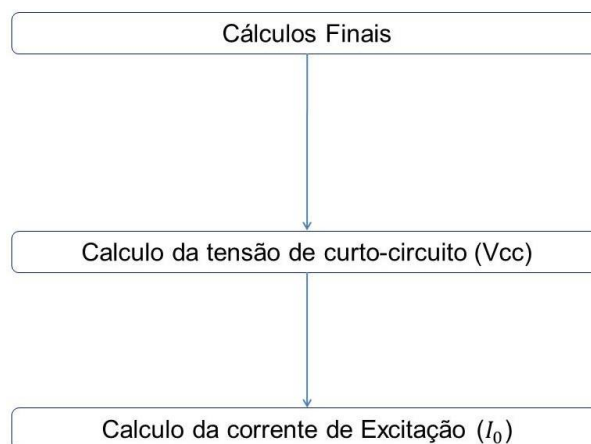 Cálculos Finais
Calculo da tensão de curto-circuito (Vcc)
Calculo da corrente de Excitação (I₀)